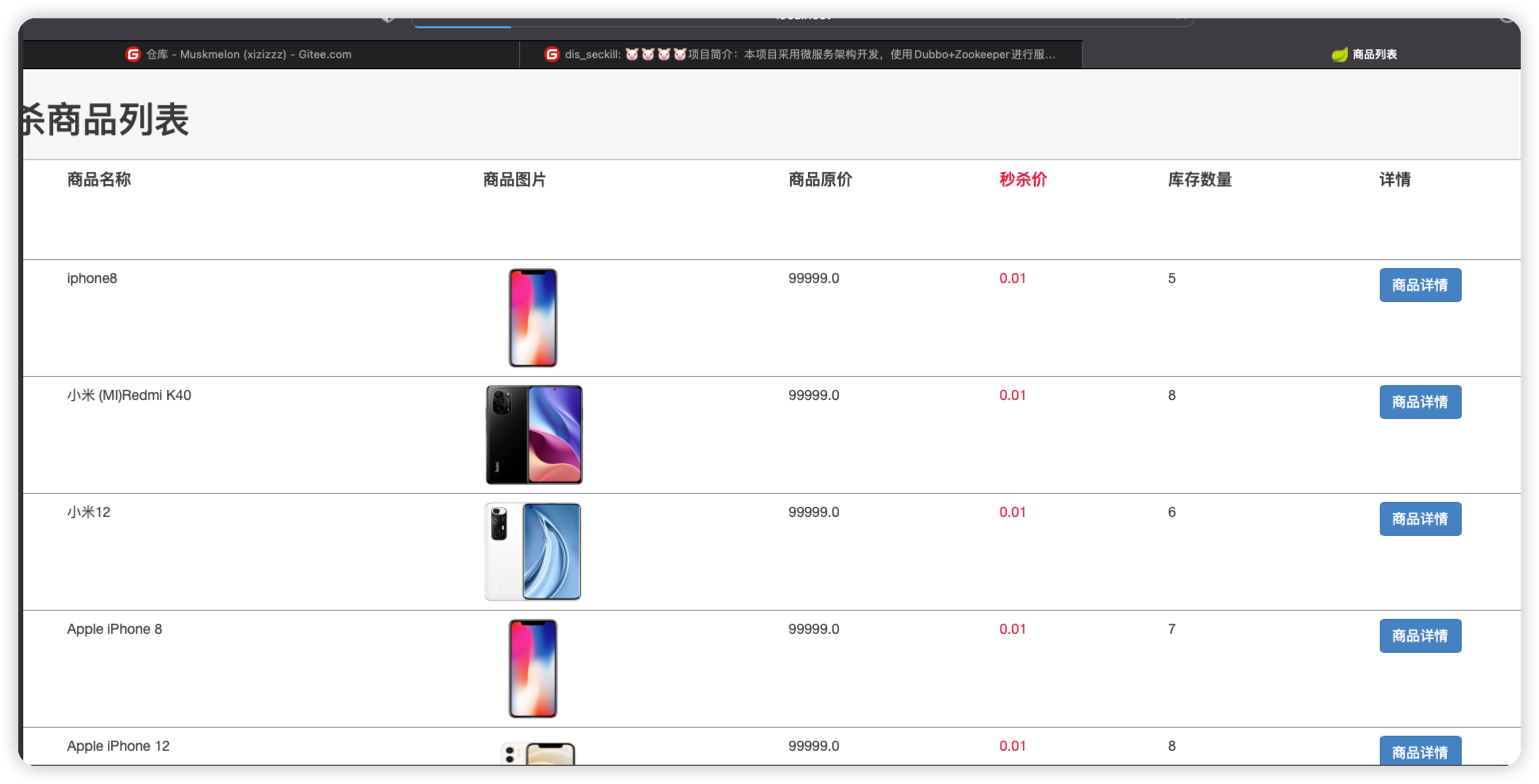 仓库 - Muskmelon (xizizzz) - Gitee.com
dis_seckill: 🐷🐷🐷🐷项目简介：本项目采用微服务架构开发，使用Dubbo+Zookeeper进行服...
商品列表
杀商品列表
商品名称 商品图片 商品原价 秒杀价 库存数量 详情
iphone8 99999.0 0.01 5 商品详情
小米 (MI)Redmi K40 99999.0 0.01 8 商品详情
小米12 99999.0 0.01 6 商品详情
Apple iPhone 8 99999.0 0.01 7 商品详情
Apple iPhone 12 99999.0 0.01 8 商品详情